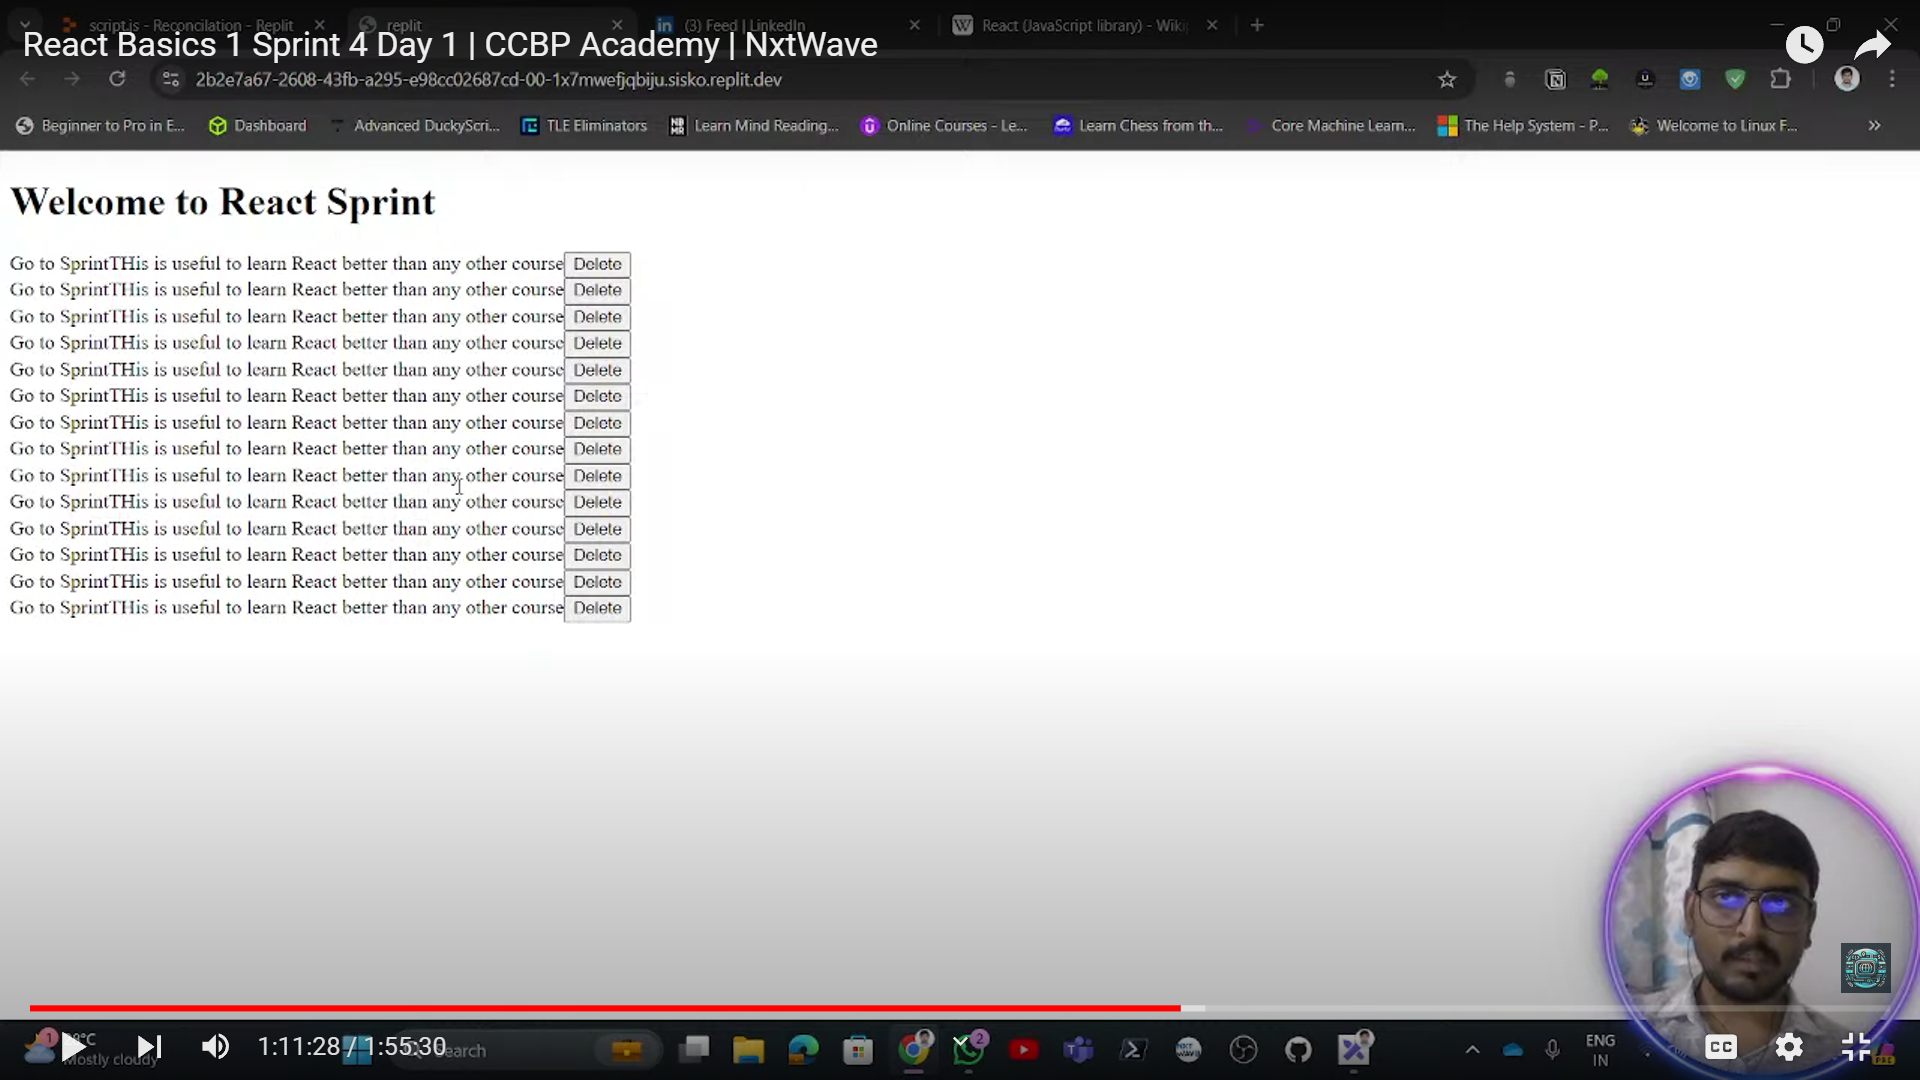 script.js - Reconcilation - Replit
replit
(3) Feed | LinkedIn
React (JavaScript library) - Wiki
React Basics 1 Sprint 4 Day 1 | CCBP Academy | NxtWave
2b2e7a67-2608-43fb-a295-e98cc02687cd-00-1x7mwefjqbiju.sisko.replit.dev
Beginner to Pro in E... Dashboard Advanced DuckyScri... TLE Eliminators Learn Mind Reading... Online Courses - Le... Learn Chess from th... Core Machine Learn... The Help System - P... Welcome to Linux F...
Welcome to React Sprint
Go to SprintTHis is useful to learn React better than any other course Delete
Go to SprintTHis is useful to learn React better than any other course Delete
Go to SprintTHis is useful to learn React better than any other course Delete
Go to SprintTHis is useful to learn React better than any other course Delete
Go to SprintTHis is useful to learn React better than any other course Delete
Go to SprintTHis is useful to learn React better than any other course Delete
Go to SprintTHis is useful to learn React better than any other course Delete
Go to SprintTHis is useful to learn React better than any other course Delete
Go to SprintTHis is useful to learn React better than any other course Delete
Go to SprintTHis is useful to learn React better than any other course Delete
Go to SprintTHis is useful to learn React better than any other course Delete
Go to SprintTHis is useful to learn React better than any other course Delete
Go to SprintTHis is useful to learn React better than any other course Delete
Go to SprintTHis is useful to learn React better than any other course Delete
1:11:28 / 1:55:30
Mostly cloudy
2
ENG
IN
CC